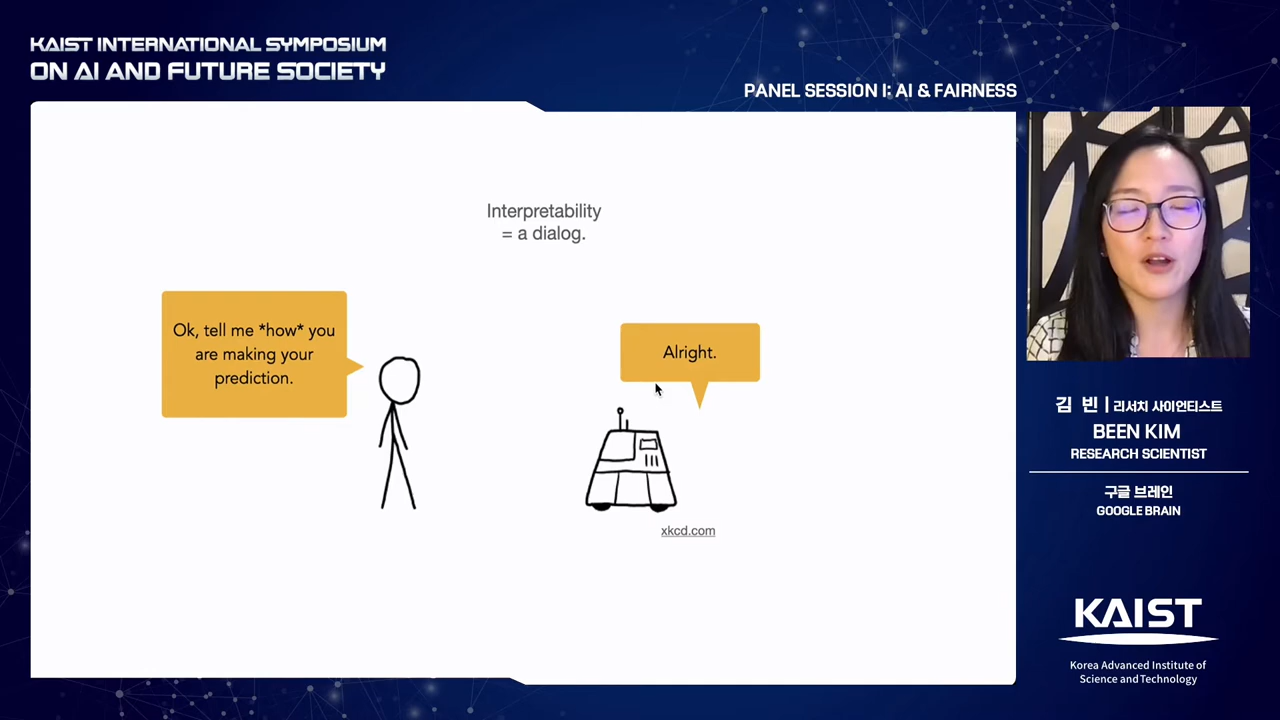 KAIST INTERNATIONAL SYMPOSIUM
ON AI AND FUTURE SOCIETY
PANEL SESSION I: AI & FAIRNESS
Interpretability
= a dialog.
Ok, tell me *how* you
are making your
prediction.
Alright.
xkcd.com
김 빈 | 리서치 사이언티스트
BEEN KIM
RESEARCH SCIENTIST
구글 브레인
GOOGLE BRAIN
KAIST
Korea Advanced Institute of
Science and Technology